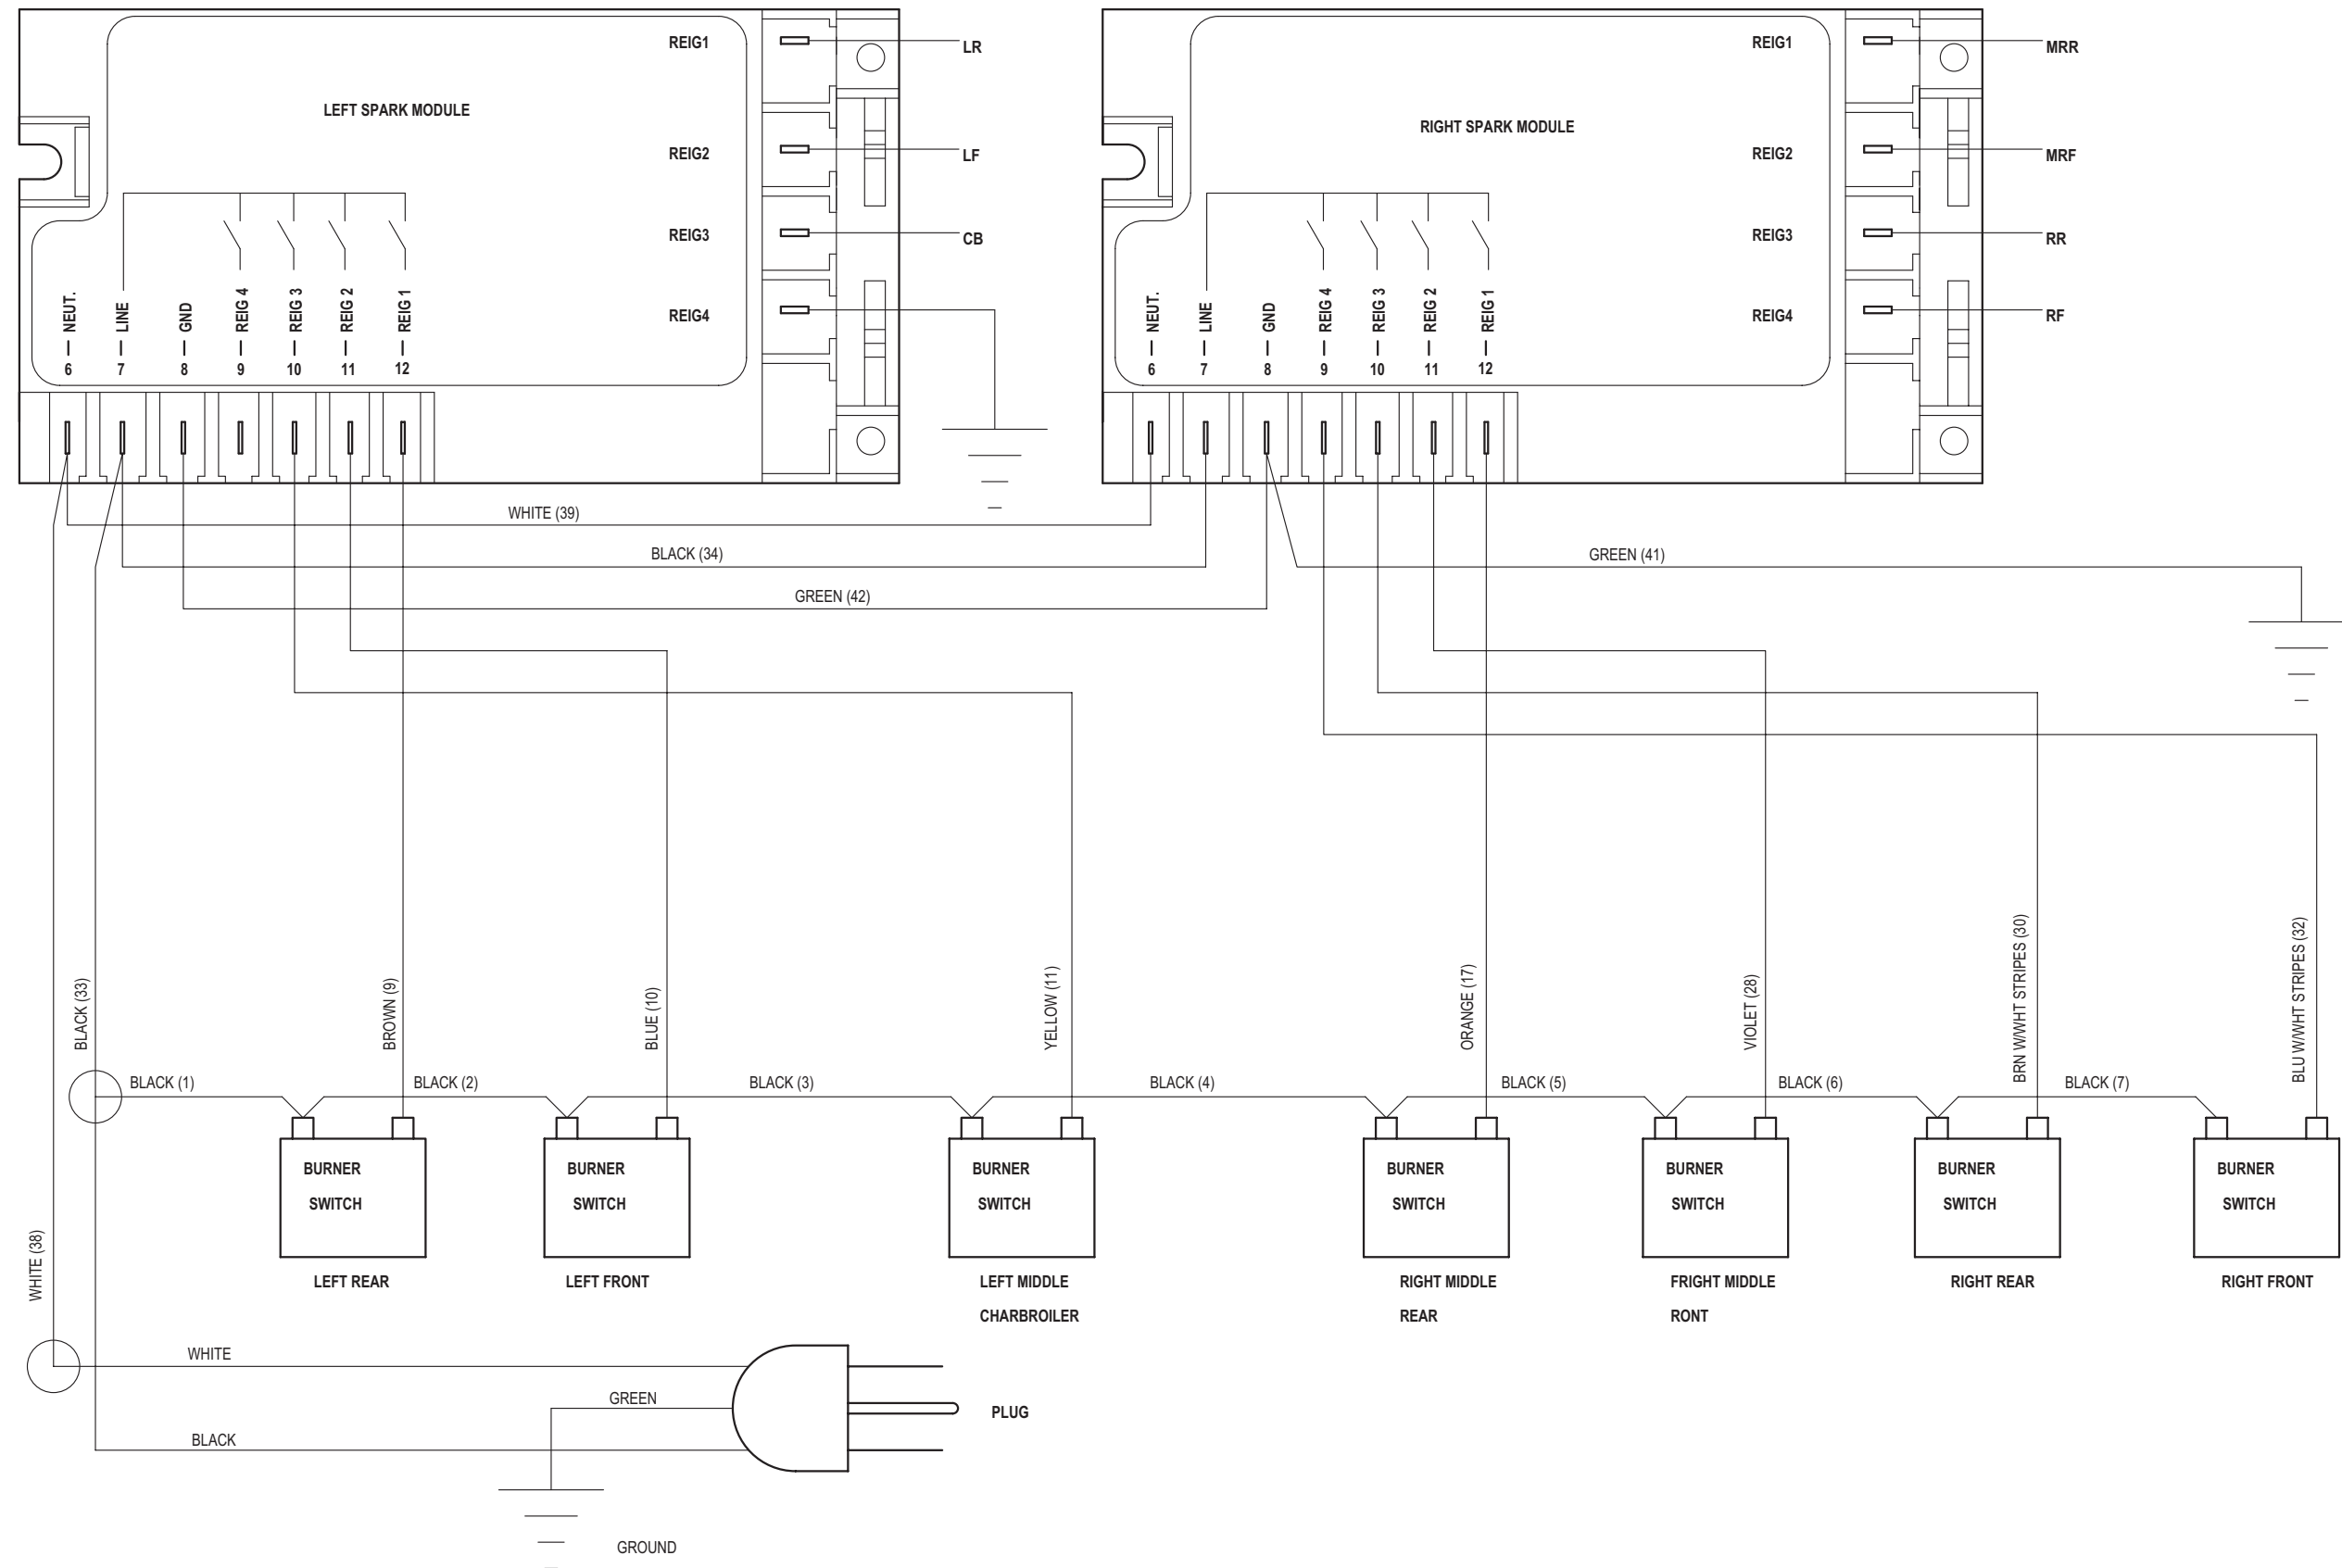 REIG1
LR
LEFT SPARK MODULE
REIG2
LF
REIG3
CB
REIG4
NEUT.
LINE
GND
REIG 4
REIG 3
REIG 2
REIG 1
6
7
8
9
10
11
12
REIG1
MRR
RIGHT SPARK MODULE
REIG2
MRF
REIG3
RR
REIG4
RF
NEUT.
LINE
GND
REIG 4
REIG 3
REIG 2
REIG 1
6
7
8
9
10
11
12
WHITE (39)
BLACK (34)
GREEN (41)
GREEN (42)
BLACK (33)
BROWN (9)
BLUE (10)
YELLOW (11)
ORANGE (17)
VIOLET (28)
BRN W/WHT STRIPES (30)
BLU W/WHT STRIPES (32)
BLACK (1)
BLACK (2)
BLACK (3)
BLACK (4)
BLACK (5)
BLACK (6)
BLACK (7)
BURNER
SWITCH
LEFT REAR
BURNER
SWITCH
LEFT FRONT
BURNER
SWITCH
LEFT MIDDLE
CHARBROILER
BURNER
SWITCH
RIGHT MIDDLE
REAR
BURNER
SWITCH
FRIGHT MIDDLE
RONT
BURNER
SWITCH
RIGHT REAR
BURNER
SWITCH
RIGHT FRONT
WHITE (38)
WHITE
GREEN
PLUG
BLACK
GROUND